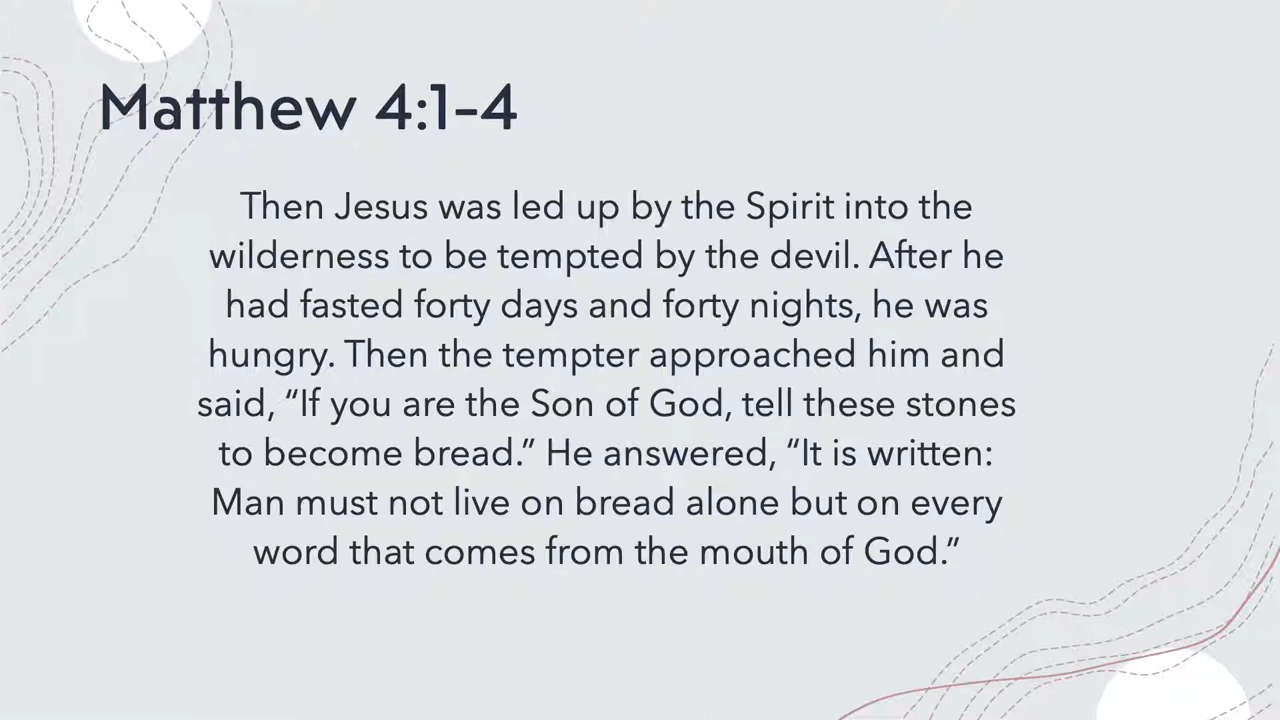 Matthew 4:1-4
Then Jesus was led up by the Spirit into the
wilderness to be tempted by the devil. After he
had fasted forty days and forty nights, he was
hungry. Then the tempter approached him and
said, “If you are the Son of God, tell these stones
to become bread.” He answered, “It is written:
Man must not live on bread alone but on every
word that comes from the mouth of God.”